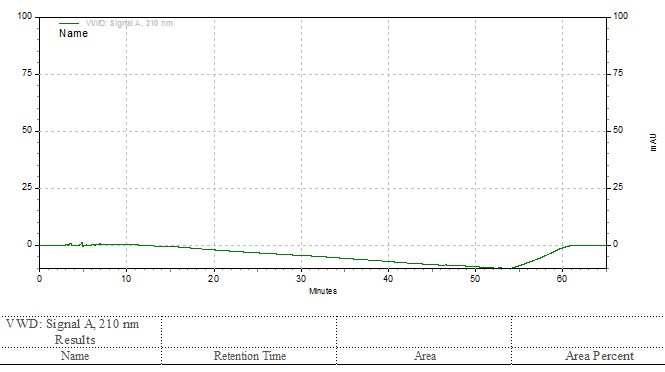 100 VWD: Signal A, 210 nm 100
Name
75 75
50 50
mAU
25 25
0 0
0 10 20 30 40 50 60
Minutes
VWD: Signal A, 210 nm
Results
Name Retention Time Area Area Percent